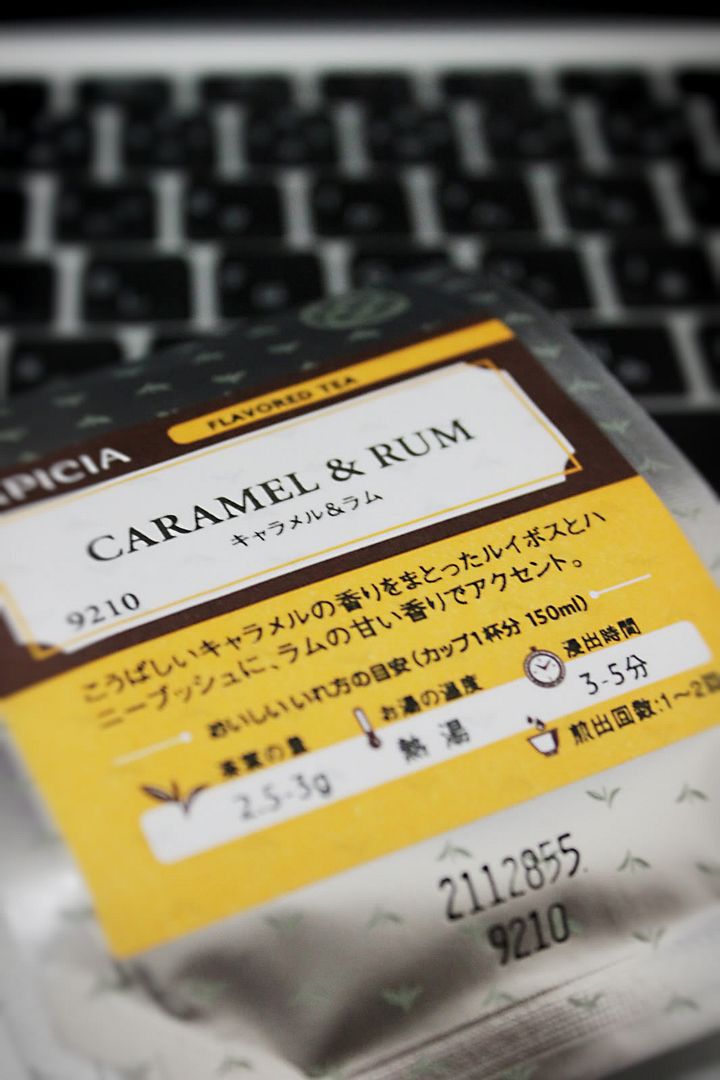 FLAVORED TEA
PICIA
CARAMEL & RUM
キャラメル&ラム
9210
こうばしいキャラメルの香りをまとったルイボスとハ
ニーブッシュに、ラムの甘い香りでアクセント。
おいしいいれ方の目安(カップ1杯分 150ml)
茶葉の量
2.5-3g
お湯の温度
熱湯
浸出時間
3-5分
煎出回数:1〜2回
2112855.
9210